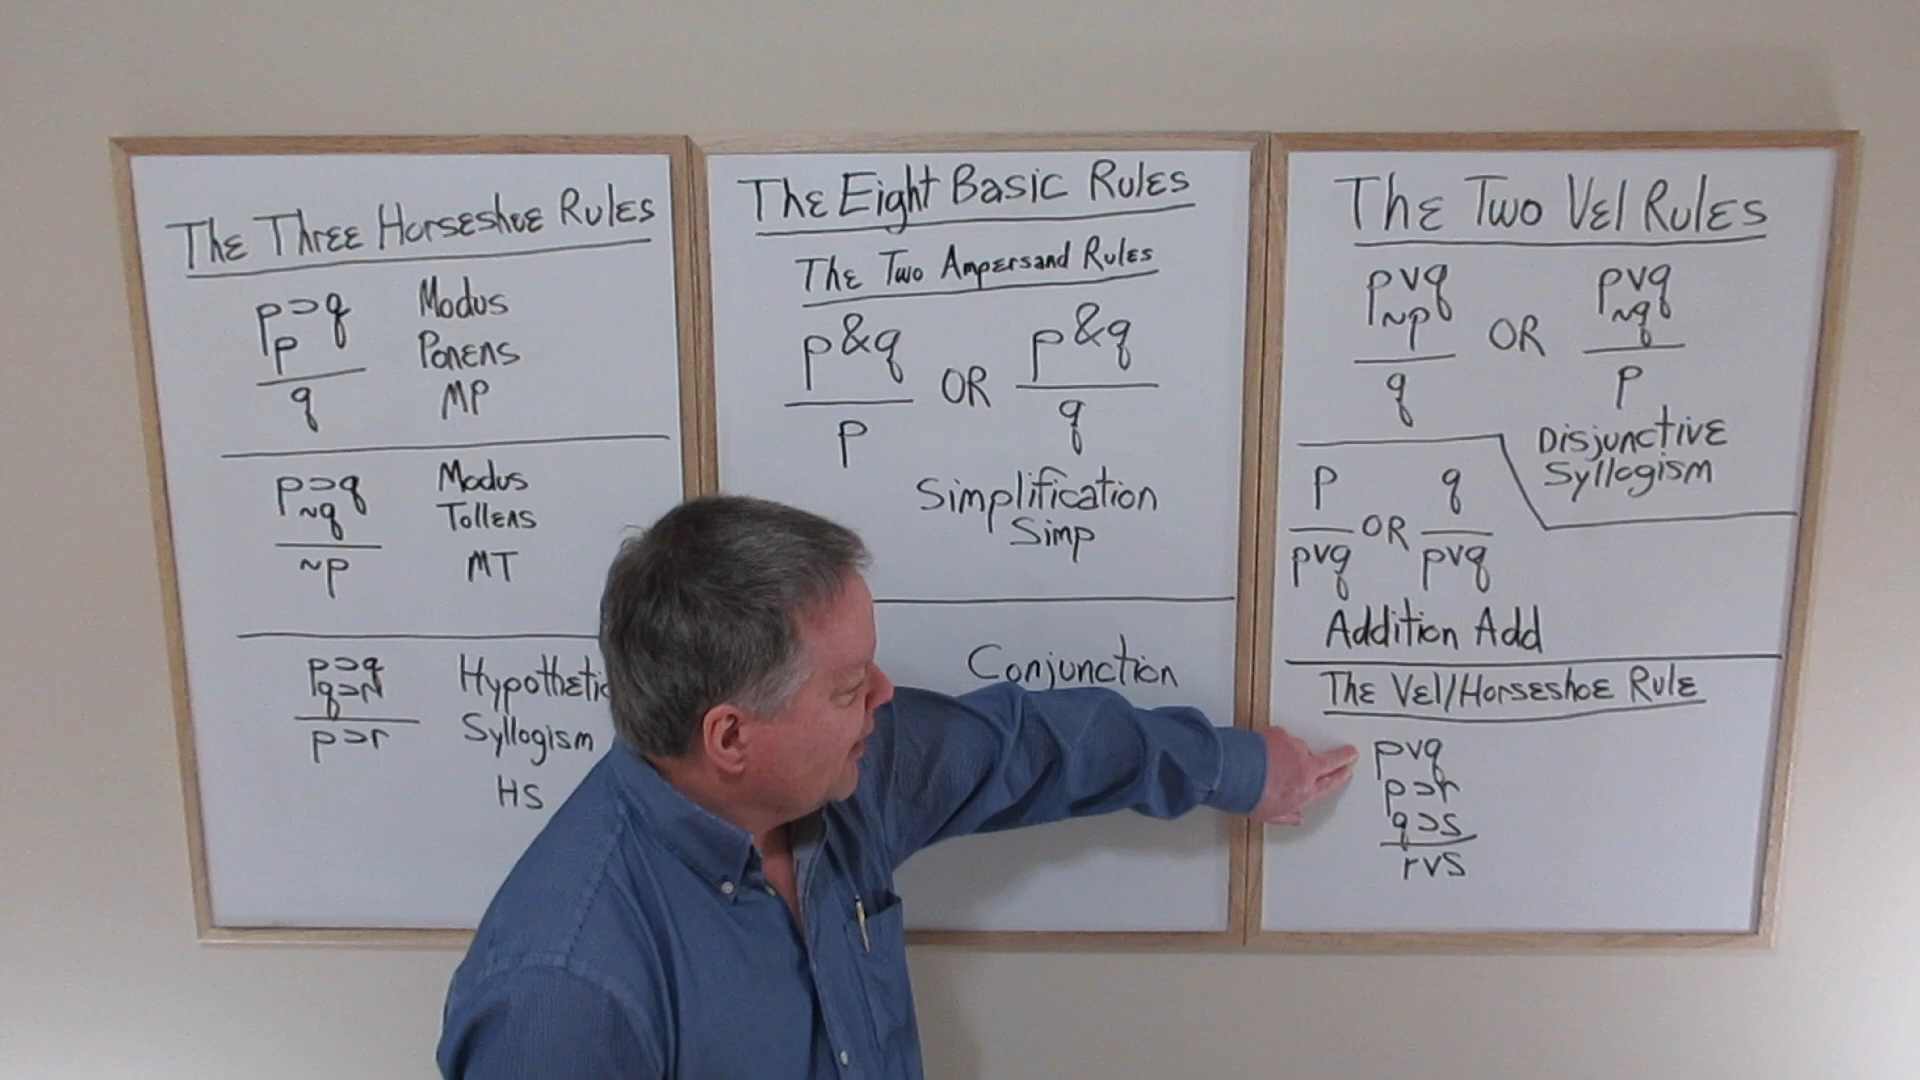 The Three Horseshoe Rules
p⊃q
p
q
Modus
Ponens
MP
p⊃q
~q
~p
Modus
Tollens
MT
p⊃q
q⊃r
p⊃r
Syllogism
HS
The Eight Basic Rules
The Two Ampersand Rules
p&q
p
OR
p&q
q
Simplification
Simp
Conjunction
The Two Vel Rules
pvq
~p
q
OR
pvq
~q
p
Disjunctive
Syllogism
p
pvq
OR
q
pvq
Addition Add
The Vel/Horseshoe Rule
pvq
p⊃r
q⊃s
rvs